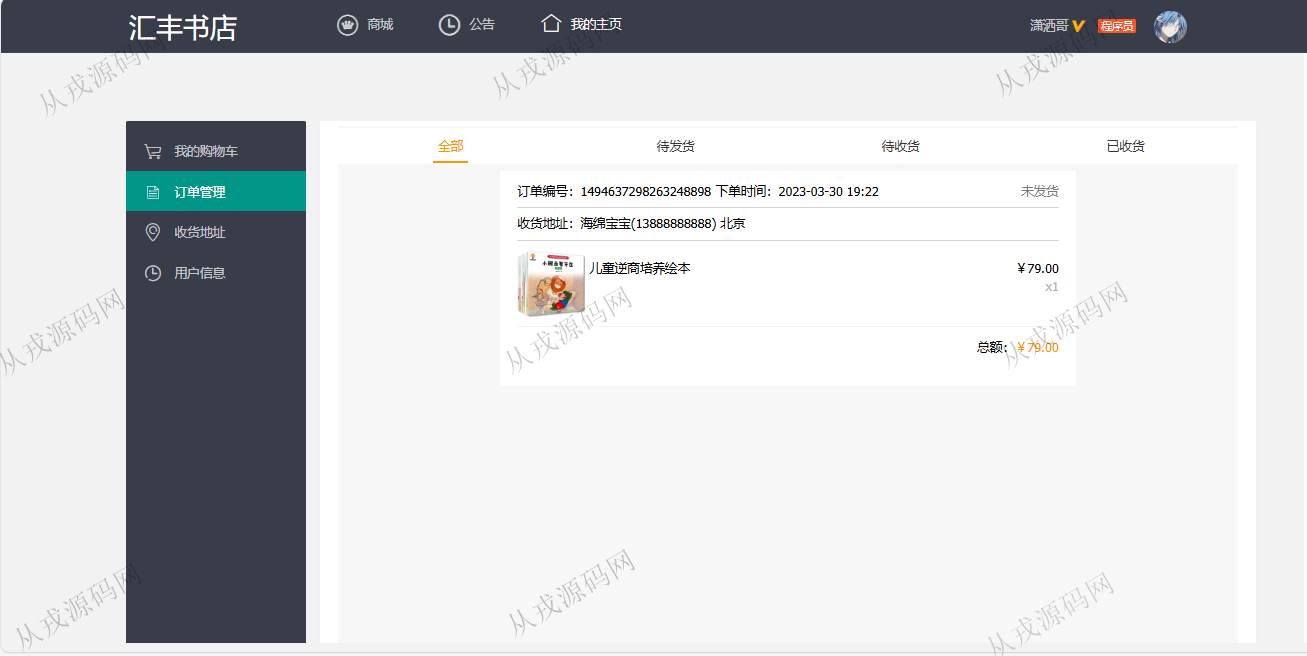 汇丰书店 商城 公告 我的主页 潇洒哥 程序员
我的购物车
订单管理
收货地址
用户信息
全部 待发货 待收货 已收货
订单编号：1494637298263248898 下单时间：2023-03-30 19:22 未发货
收货地址：海绵宝宝(13888888888) 北京
儿童逆商培养绘本 ￥79.00
x1
总额：￥79.00
从戎源码网
从戎源码网
从戎源码网
从戎源码网
从戎源码网
从戎源码网
从戎源码网
从戎源码网
从戎源码网